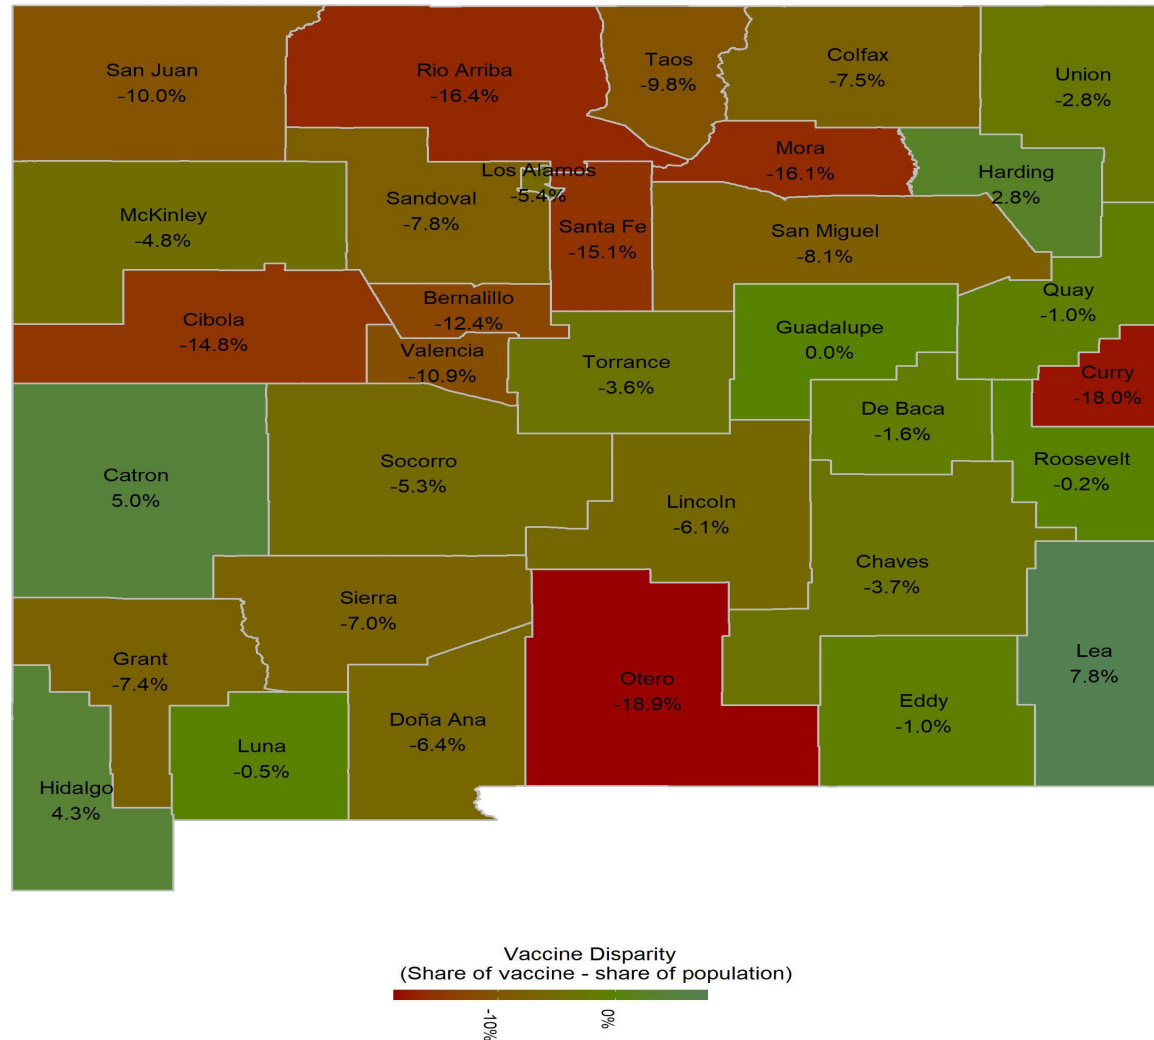 San Juan
-10.0%
Rio Arriba
-16.4%
Taos
-9.8%
Colfax
-7.5%
Union
-2.8%
Mora
-16.1%
Harding
2.8%
Los Alamos
-5.4%
Sandoval
-7.8%
McKinley
-4.8%
Santa Fe
-15.1%
San Miguel
-8.1%
Bernalillo
-12.4%
Quay
-1.0%
Cibola
-14.8%
Guadalupe
0.0%
Valencia
-10.9%
Torrance
-3.6%
Curry
-18.0%
De Baca
-1.6%
Roosevelt
-0.2%
Catron
5.0%
Socorro
-5.3%
Lincoln
-6.1%
Chaves
-3.7%
Sierra
-7.0%
Grant
-7.4%
Otero
-18.9%
Lea
7.8%
Eddy
-1.0%
Doña Ana
-6.4%
Luna
-0.5%
Hidalgo
4.3%
Vaccine Disparity
(Share of vaccine - share of population)
-10%
0%